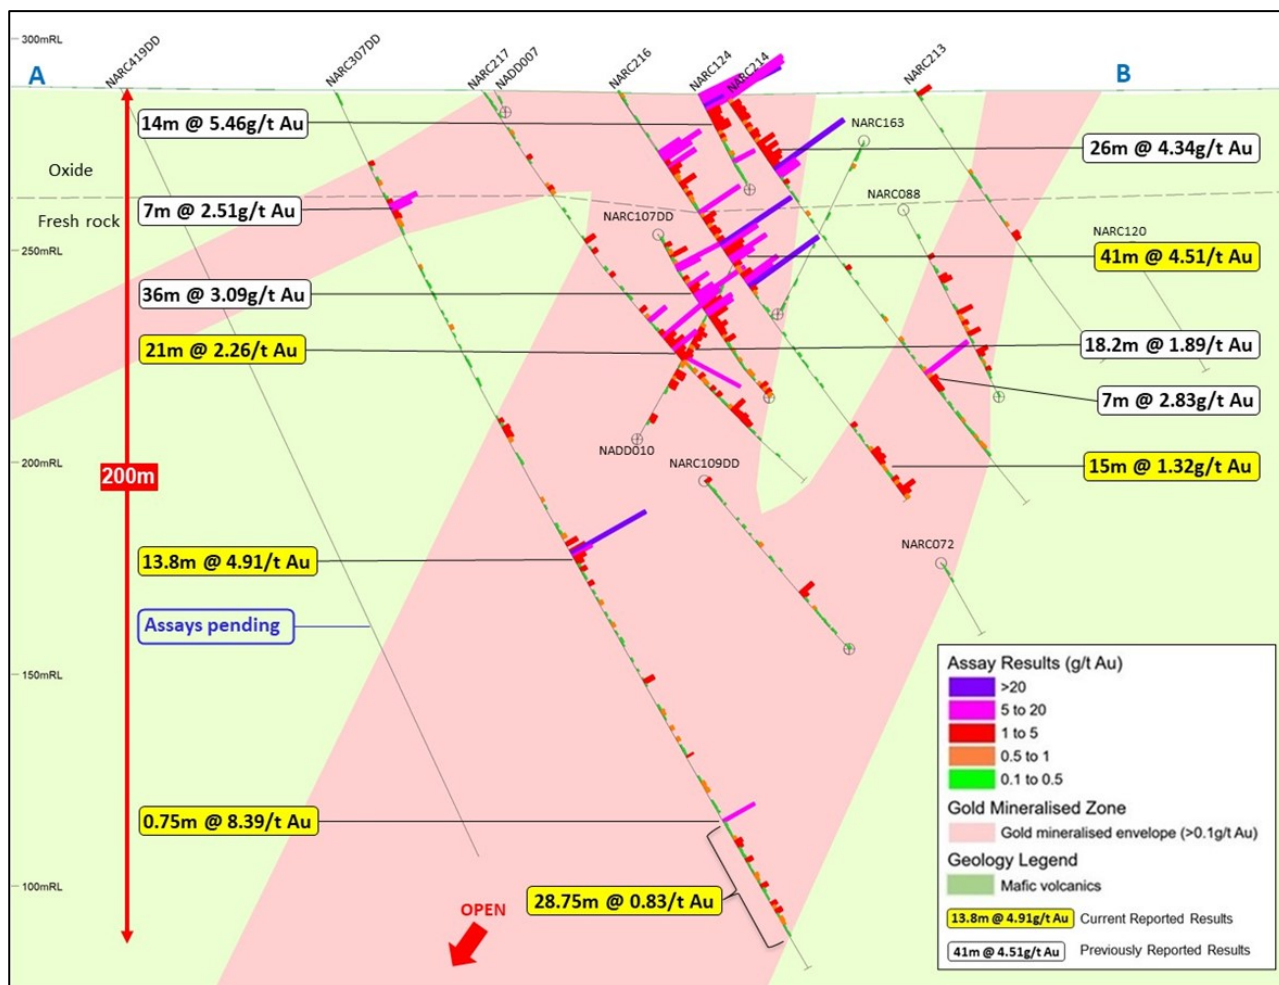 300mRL
NARC419DD
NARC307DD
NARC217
NADD007
NARC216
NARC124
NARC214
NARC213
A
B
14m @ 5.46g/t Au
NARC163
26m @ 4.34g/t Au
Oxide
NARC088
7m @ 2.51g/t Au
Fresh rock
NARC107DD
NARC120
250mRL
41m @ 4.51/t Au
36m @ 3.09g/t Au
21m @ 2.26/t Au
18.2m @ 1.89/t Au
7m @ 2.83g/t Au
NADD010
200mRL
NARC109DD
15m @ 1.32g/t Au
200m
NARC072
13.8m @ 4.91/t Au
Assays pending
150mRL
Assay Results (g/t Au)
>20
5 to 20
1 to 5
0.5 to 1
0.1 to 0.5
0.75m @ 8.39/t Au
Gold Mineralised Zone
Gold mineralised envelope (>0.1g/t Au)
Geology Legend
Mafic volcanics
100mRL
28.75m @ 0.83/t Au
OPEN
13.8m @ 4.91g/t Au Current Reported Results
41m @ 4.51g/t Au Previously Reported Results